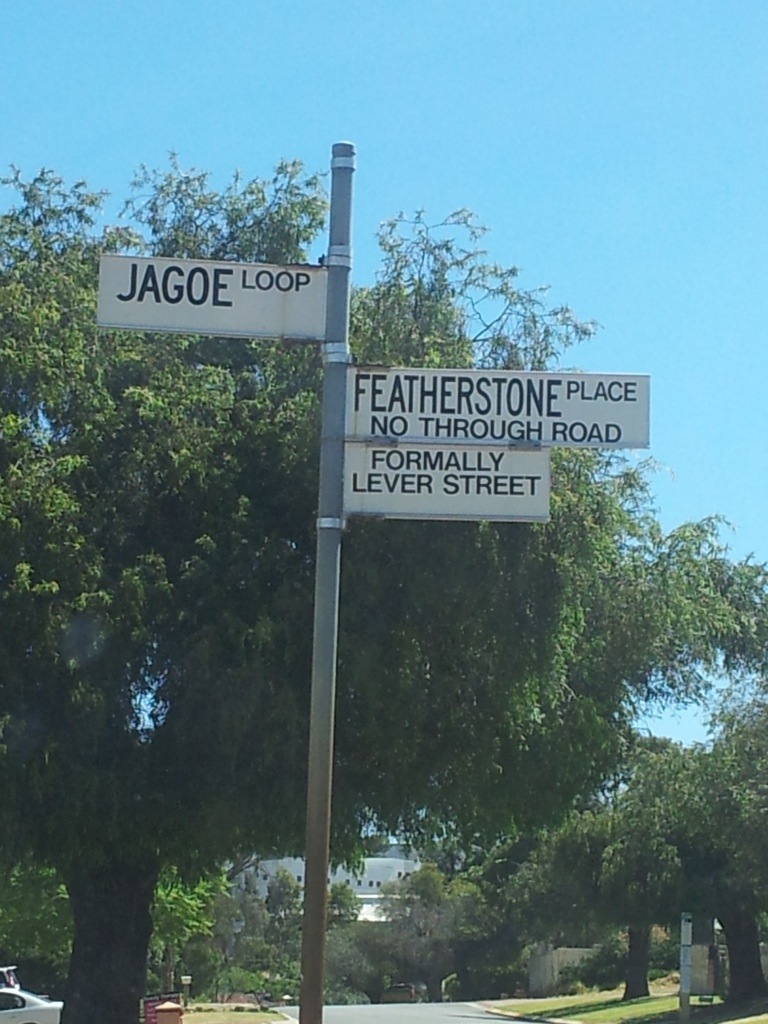 JAGOE LOOP
FEATHERSTONE PLACE
NO THROUGH ROAD
FORMALLY
LEVER STREET